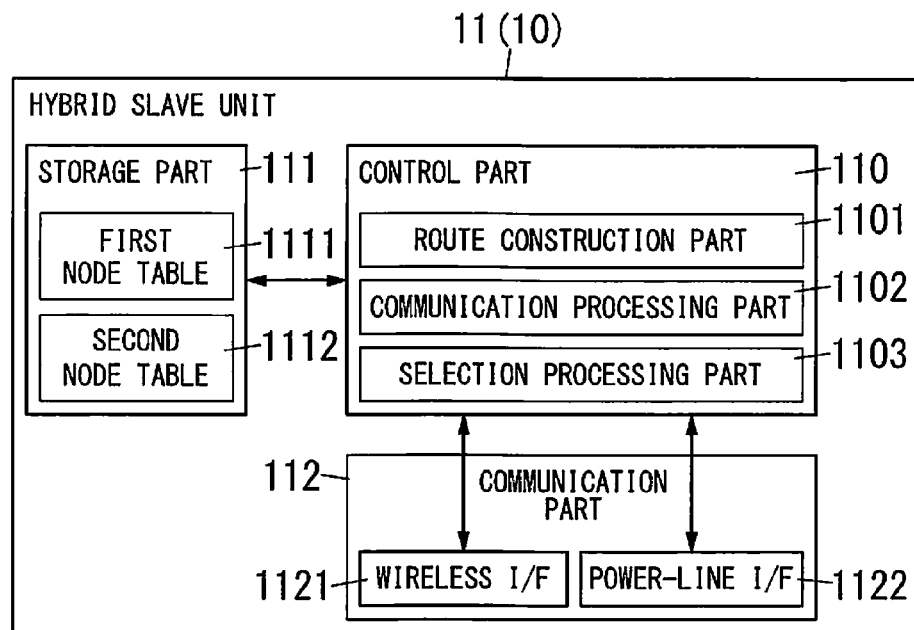 11(10)
HYBRID SLAVE UNIT
STORAGE PART
111
FIRST
NODE TABLE
1111
SECOND
NODE TABLE
1112
CONTROL PART
110
ROUTE CONSTRUCTION PART
1101
COMMUNICATION PROCESSING PART
1102
SELECTION PROCESSING PART
1103
112
COMMUNICATION
PART
1121
WIRELESS I/F
POWER-LINE I/F
1122